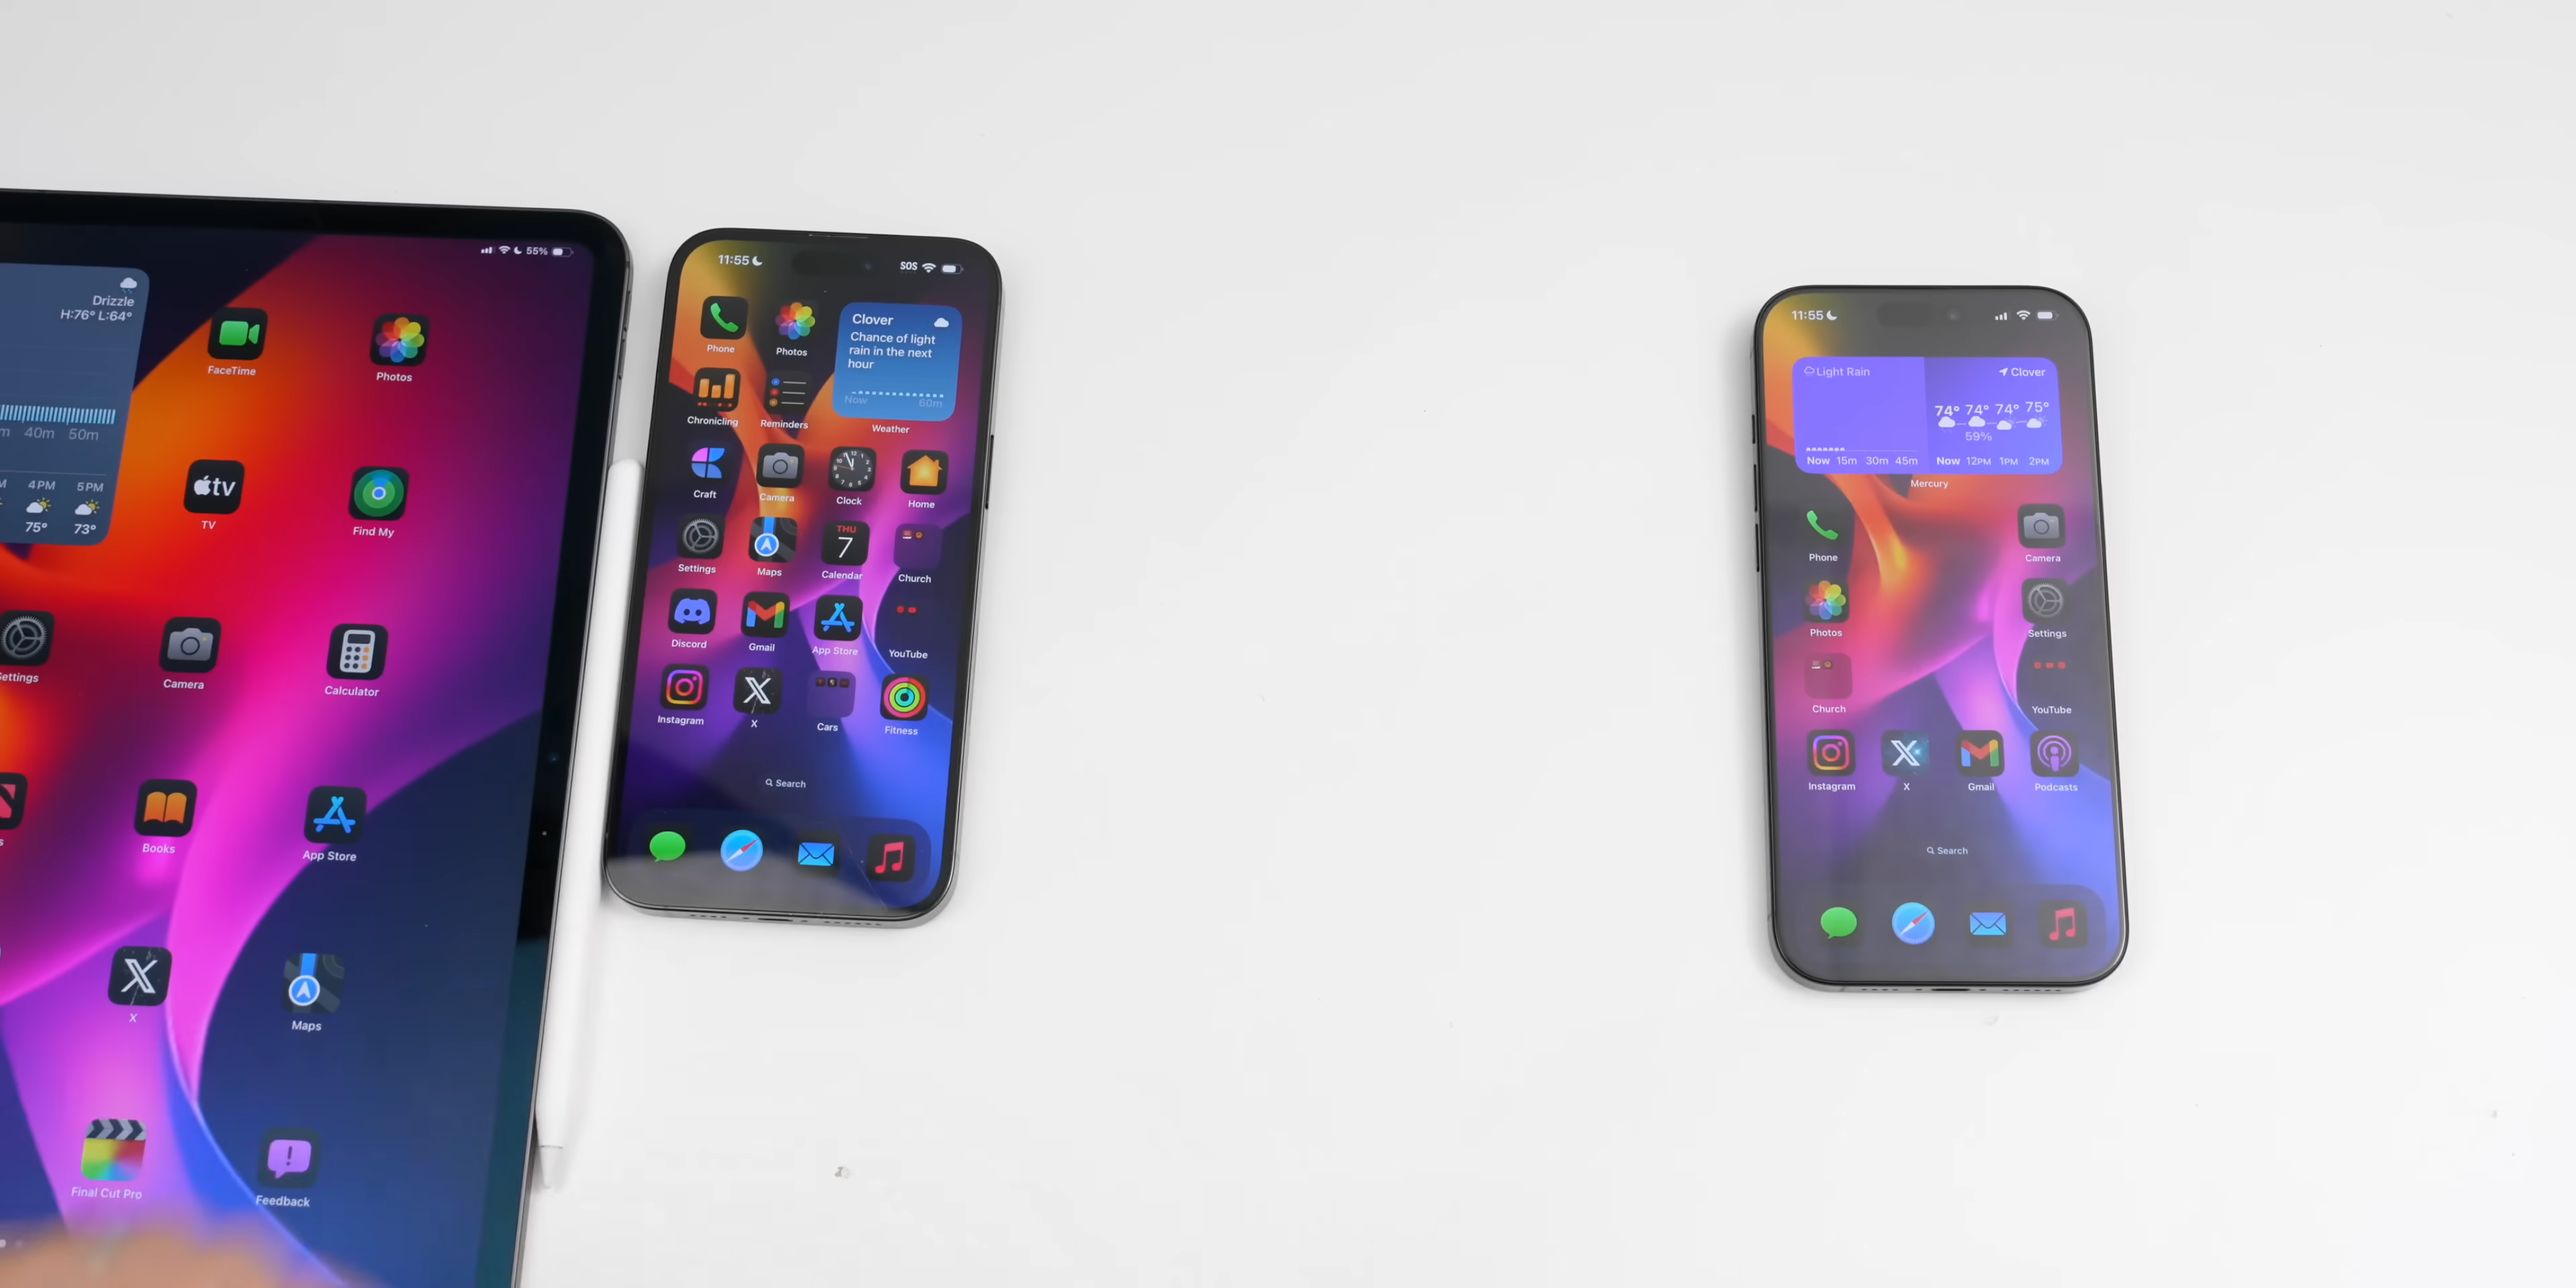 55%
Drizzle
H:76° L:64°
40m 50m
4PM 5PM
75° 73°
FaceTime
Photos
tv
TV
Find My
Settings
Camera
Calculator
Books
App Store
X
Maps
Final Cut Pro
Feedback
11:55
SOS
Phone
Photos
Clover
Chance of light
rain in the next
hour
Now 60m
Weather
Chronicling
Reminders
Craft
Camera
Clock
Home
Settings
Maps
THU
7
Calendar
Church
Discord
Gmail
App Store
YouTube
Instagram
X
Cars
Fitness
Search
11:55
Light Rain
Clover
74° 74° 74° 75°
59%
Now 15m 30m 45m
Now 12PM 1PM 2PM
Mercury
Phone
Camera
Photos
Settings
Church
YouTube
Instagram
X
Gmail
Podcasts
Search